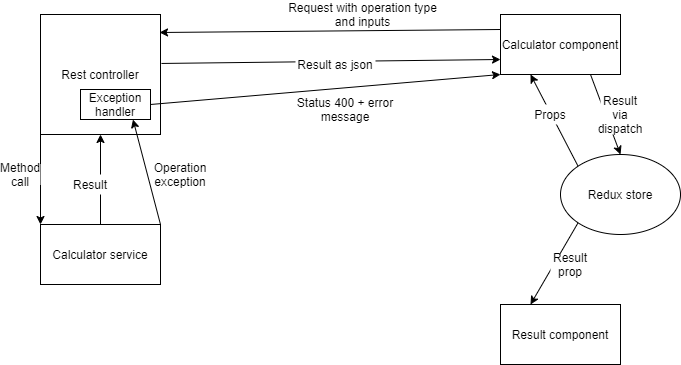 Request with operation type
and inputs
Calculator component
Result as json
Rest controller
Exception
handler
Status 400 + error
message
Result
via
dispatch
Props
Method
call
Result
Operation
exception
Redux store
Calculator service
Result
prop
Result component